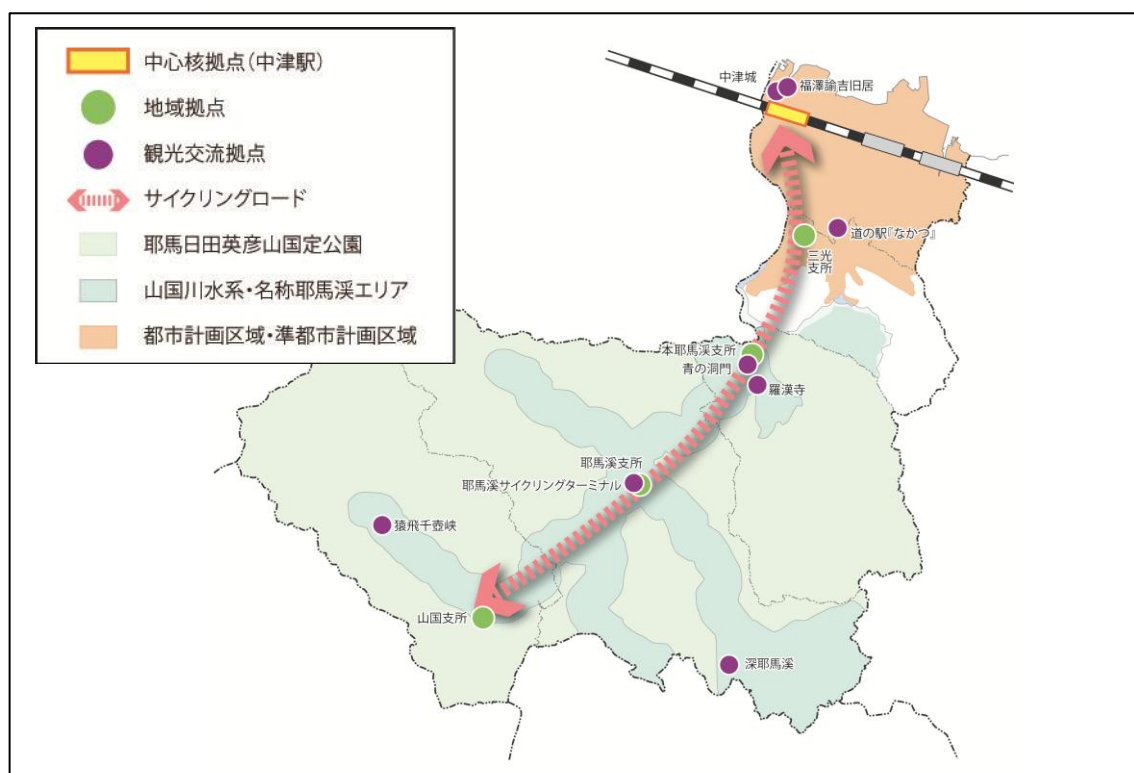 中心核拠点(中津駅)
地域拠点
観光交流拠点
サイクリングロード
耶馬日田英彦山国定公園
山国川水系・名称耶馬渓エリア
都市計画区域・準都市計画区域
中津城
福澤諭吉旧居
道の駅『なかつ』
三光
支所
本耶馬渓支所
青の洞門
羅漢寺
耶馬溪支所
耶馬溪サイクリングターミナル
猿飛千壺峡
山国支所
深耶馬溪